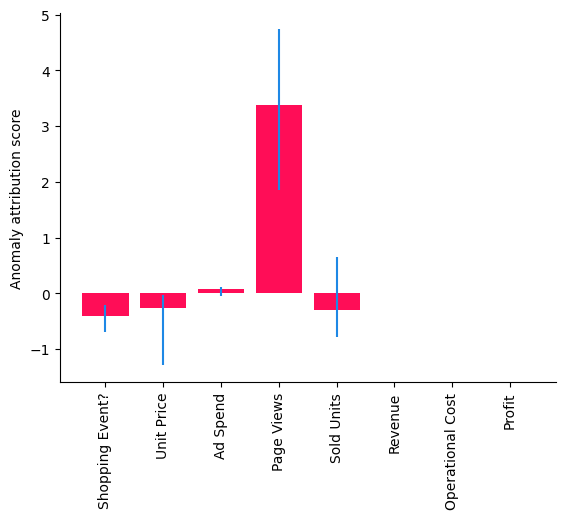 Anomaly attribution score
5
4
3
2
1
0
−1
Shopping Event?
Unit Price
Ad Spend
Page Views
Sold Units
Revenue
Operational Cost
Profit